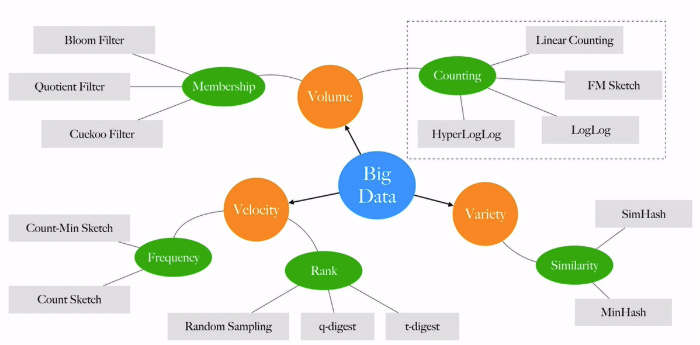 Bloom Filter
Quotient Filter
Cuckoo Filter
Membership
Volume
Counting
Linear Counting
FM Sketch
LogLog
HyperLogLog
Big
Data
Velocity
Variety
Count-Min Sketch
Frequency
Count Sketch
Rank
Random Sampling
q-digest
t-digest
SimHash
Similarity
MinHash